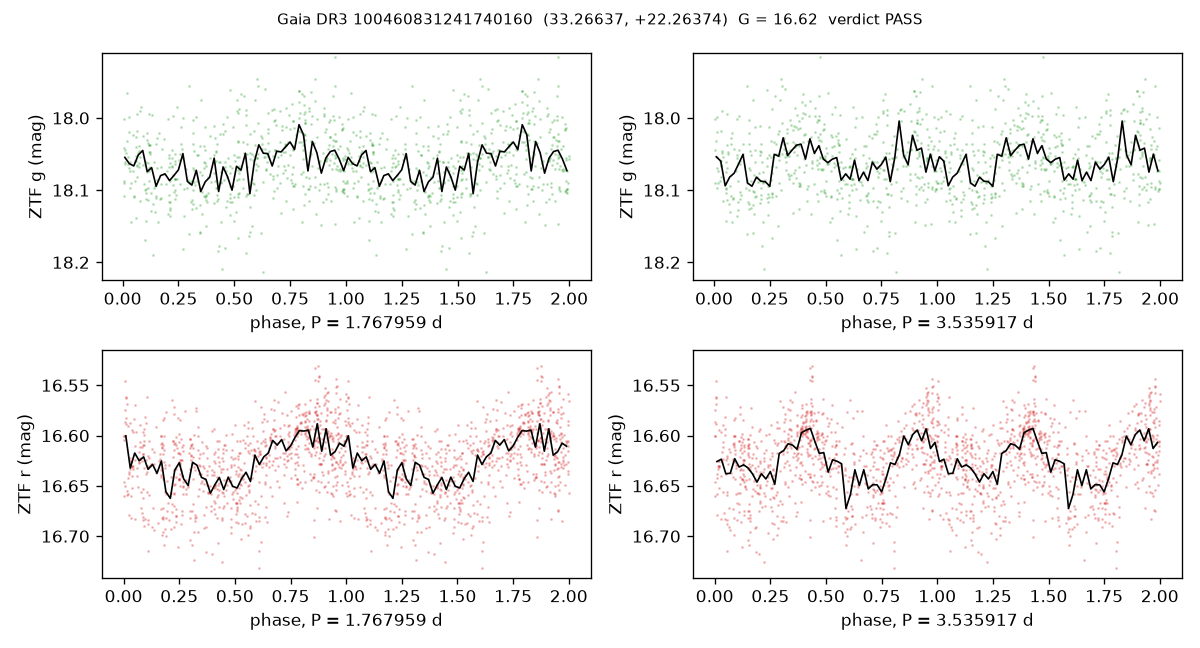 Gaia DR3 100460831241740160  (33.26637, +22.26374)  G = 16.62  verdict PASS
ZTF g (mag)
18.0
18.1
18.2
0.00 0.25 0.50 0.75 1.00 1.25 1.50 1.75 2.00
phase, P = 1.767959 d
ZTF g (mag)
18.0
18.1
18.2
0.00 0.25 0.50 0.75 1.00 1.25 1.50 1.75 2.00
phase, P = 3.535917 d
ZTF r (mag)
16.55
16.60
16.65
16.70
0.00 0.25 0.50 0.75 1.00 1.25 1.50 1.75 2.00
phase, P = 1.767959 d
ZTF r (mag)
16.55
16.60
16.65
16.70
0.00 0.25 0.50 0.75 1.00 1.25 1.50 1.75 2.00
phase, P = 3.535917 d